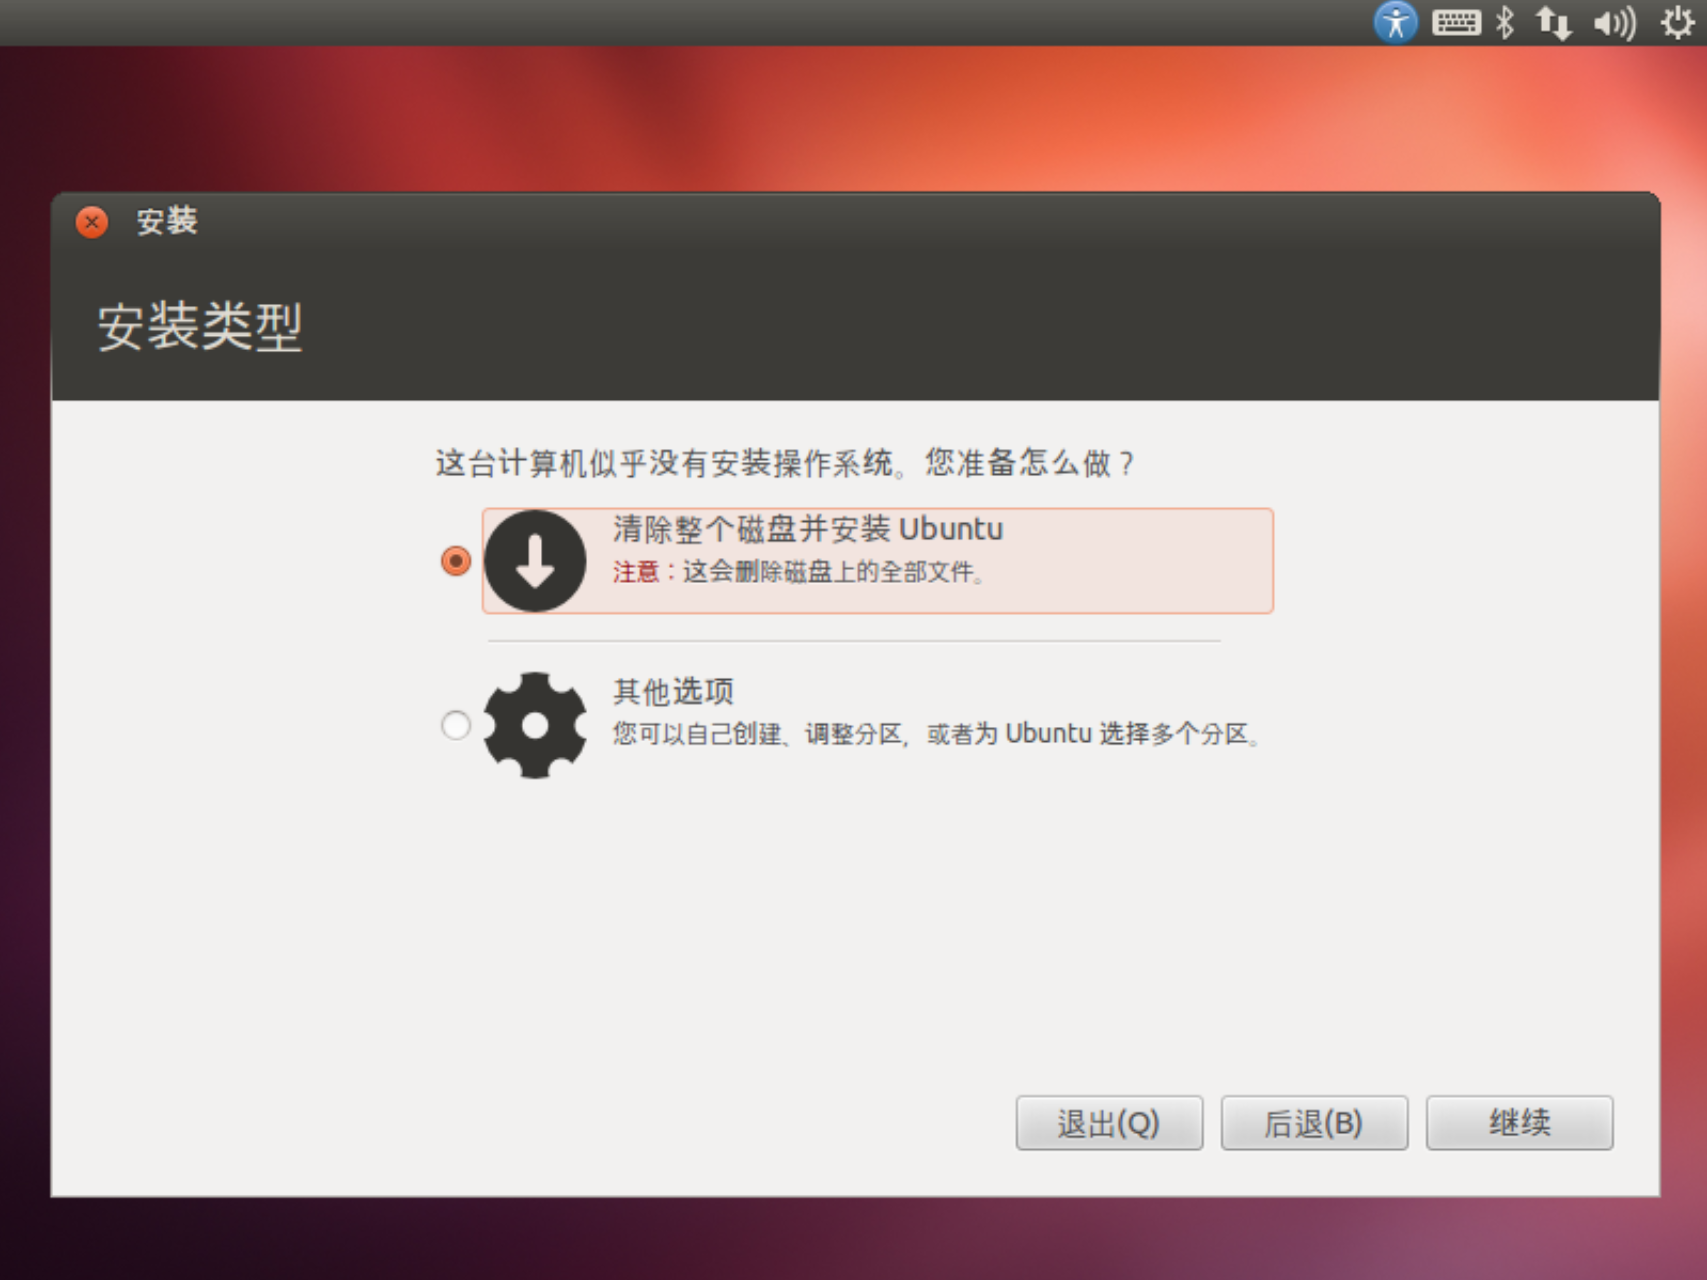 安装
安装类型
这台计算机似乎没有安装操作系统。您准备怎么做？
清除整个磁盘并安装 Ubuntu
注意：这会删除磁盘上的全部文件。
其他选项
您可以自己创建、调整分区，或者为 Ubuntu 选择多个分区。
退出(Q) 后退(B) 继续